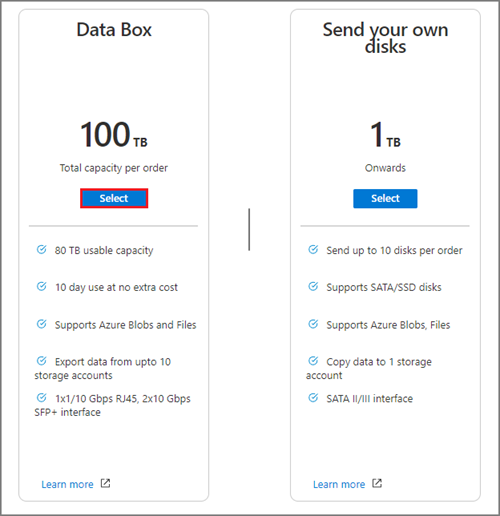 Data Box
100 TB
Total capacity per order
Select
80 TB usable capacity
10 day use at no extra cost
Supports Azure Blobs and Files
Export data from upto 10
storage accounts
1x1/10 Gbps RJ45, 2x10 Gbps
SFP+ interface
Learn more
Send your own
disks
1 TB
Onwards
Select
Send up to 10 disks per order
Supports SATA/SSD disks
Supports Azure Blobs, Files
Copy data to 1 storage
account
SATA II/III interface
Learn more